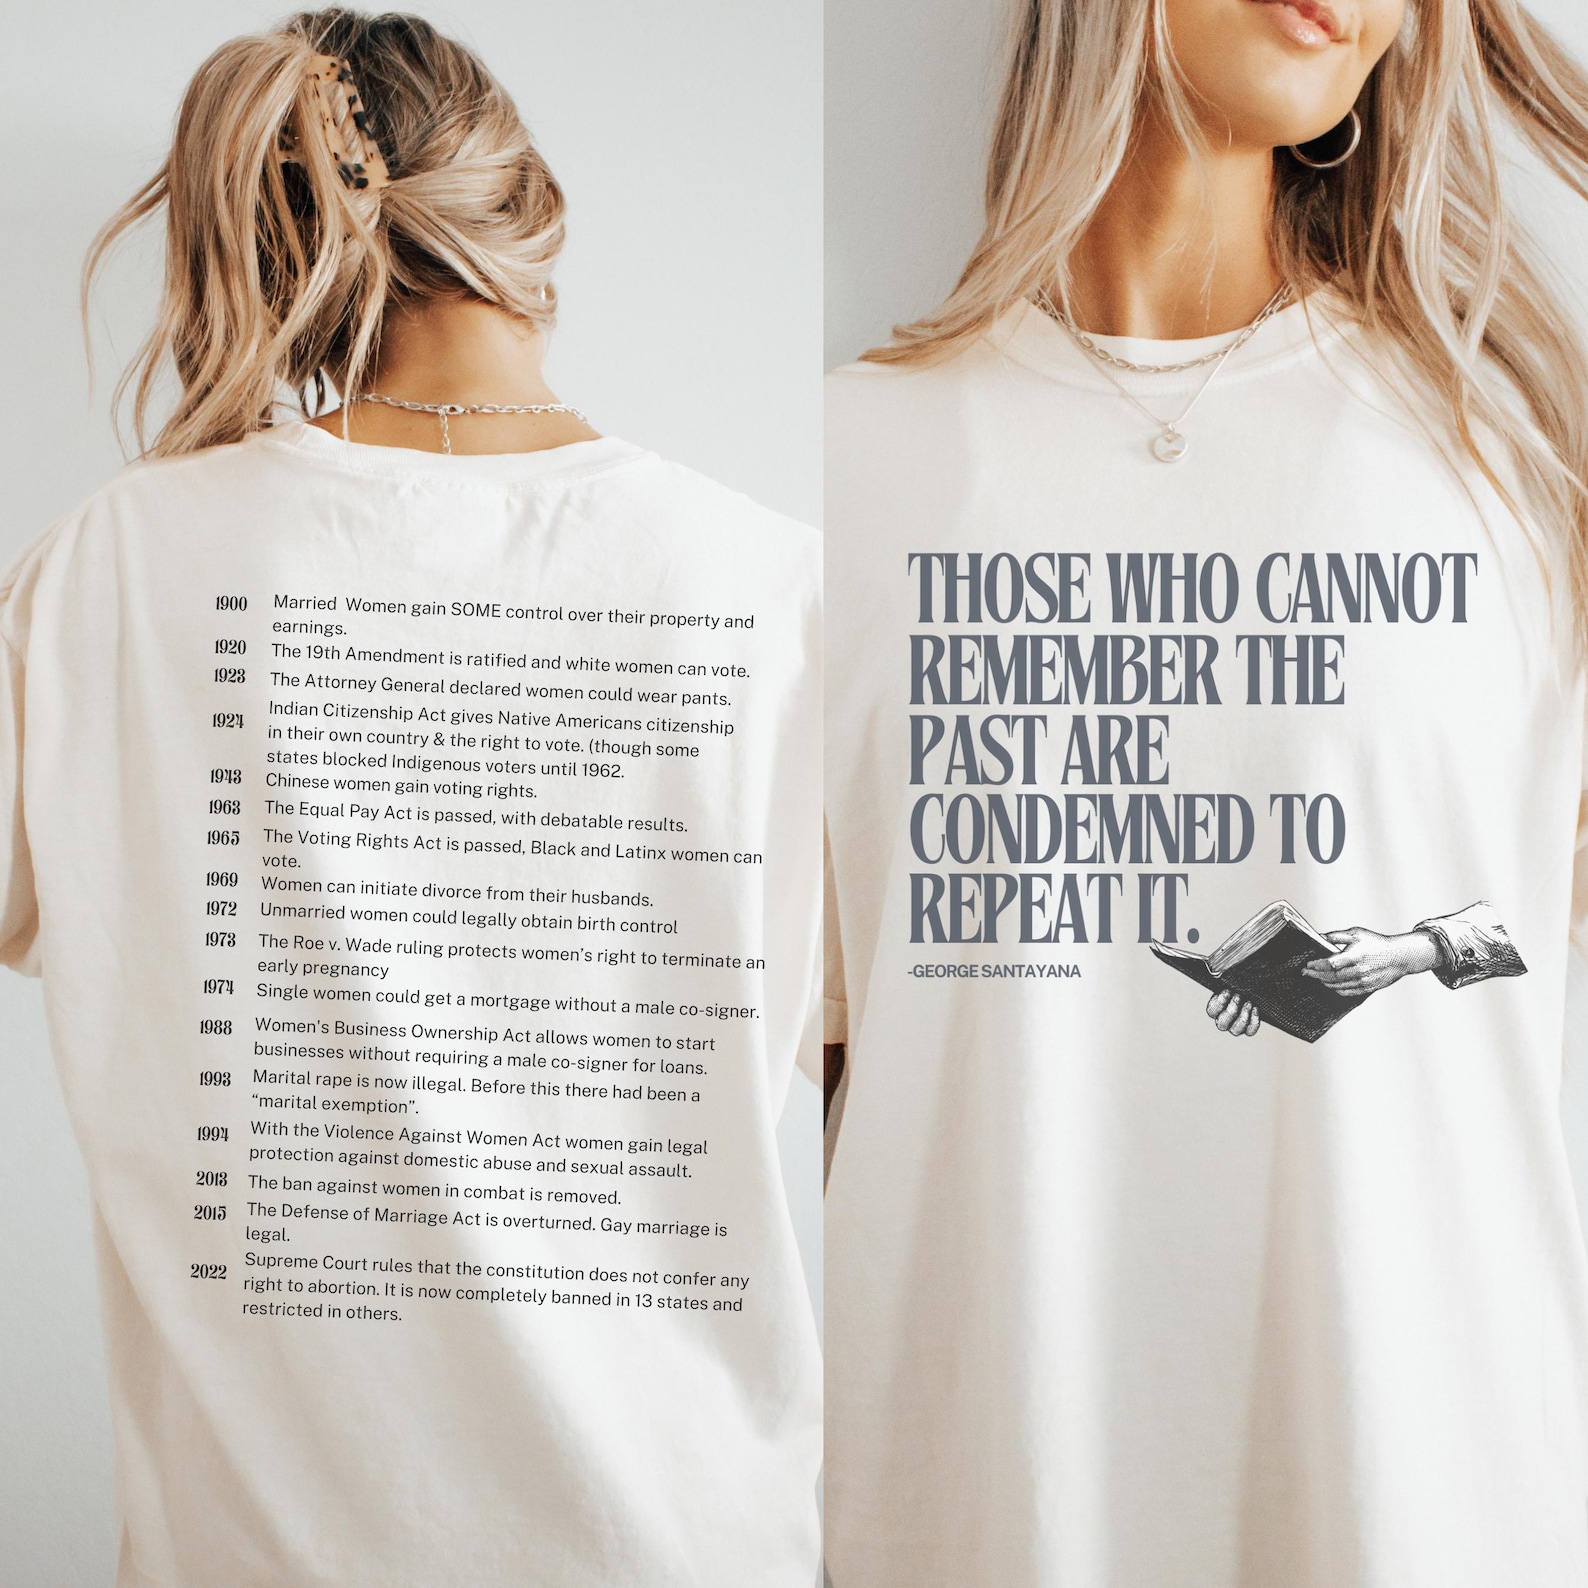 1900 Married Women gain SOME control over their property and
earnings.
1920 The 19th Amendment is ratified and white women can vote.
1923 The Attorney General declared women could wear pants.
1924 Indian Citizenship Act gives Native Americans citizenship
in their own country & the right to vote. (though some
states blocked Indigenous voters until 1962.
1943 Chinese women gain voting rights.
1963 The Equal Pay Act is passed, with debatable results.
1965 The Voting Rights Act is passed, Black and Latinx women can
vote.
1969 Women can initiate divorce from their husbands.
1972 Unmarried women could legally obtain birth control
1973 The Roe v. Wade ruling protects women’s right to terminate an
early pregnancy
1974 Single women could get a mortgage without a male co-signer.
1988 Women's Business Ownership Act allows women to start
businesses without requiring a male co-signer for loans.
1993 Marital rape is now illegal. Before this there had been a
“marital exemption”.
1994 With the Violence Against Women Act women gain legal
protection against domestic abuse and sexual assault.
2013 The ban against women in combat is removed.
2015 The Defense of Marriage Act is overturned. Gay marriage is
legal.
2022 Supreme Court rules that the constitution does not confer any
right to abortion. It is now completely banned in 13 states and
restricted in others.
THOSE WHO CANNOT
REMEMBER THE
PAST ARE
CONDEMNED TO
REPEAT IT.
-GEORGE SANTAYANA